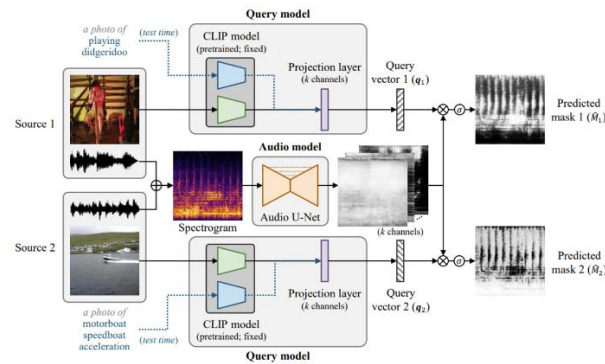 Query model
a photo of
playing
didgeridoo
(test time)
CLIP model
(pretrained; fixed)
Projection layer
(k channels)
Query
vector 1 (q₁)
σ
Predicted
mask 1 (M̂₁)
Source 1
Audio model
Spectrogram
Audio U-Net
(k channels)
Source 2
σ
Predicted
mask 2 (M̂₂)
Projection layer
(k channels)
Query
vector 2 (q₂)
a photo of
motorboat
speedboat
acceleration
(test time)
CLIP model
(pretrained; fixed)
Query model